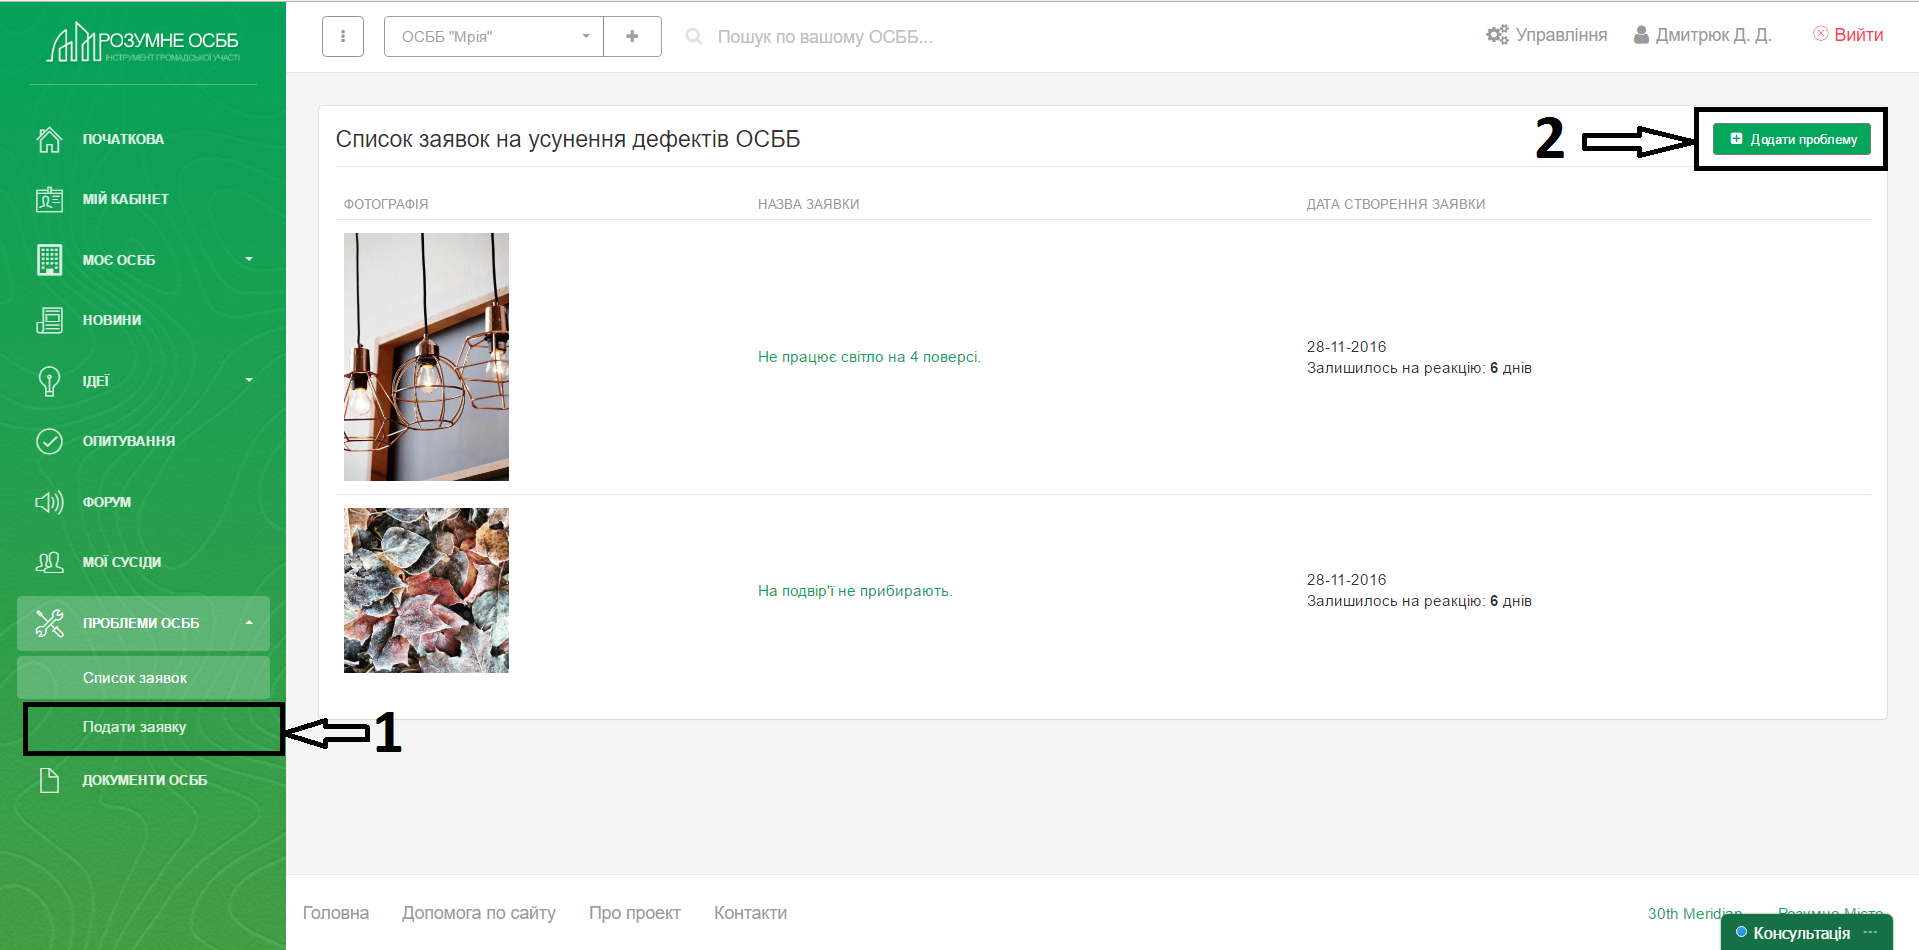 РОЗУМНЕ ОСББ
ІНСТРУМЕНТ ГРОМАДСЬКОЇ УЧАСТІ
ПОЧАТКОВА
МІЙ КАБІНЕТ
МОЄ ОСББ
НОВИНИ
ІДЕЇ
ОПИТУВАННЯ
ФОРУМ
МОЇ СУСІДИ
ПРОБЛЕМИ ОСББ
Список заявок
Подати заявку
1
ДОКУМЕНТИ ОСББ
ОСББ "Мрія"
Пошук по вашому ОСББ...
Управління
Дмитрюк Д. Д.
Вийти
Список заявок на усунення дефектів ОСББ
2
Додати проблему
ФОТОГРАФІЯ
НАЗВА ЗАЯВКИ
ДАТА СТВОРЕННЯ ЗАЯВКИ
Не працює світло на 4 поверсі.
28-11-2016
Залишилось на реакцію: 6 днів
На подвір'ї не прибирають.
28-11-2016
Залишилось на реакцію: 6 днів
Головна
Допомога по сайту
Про проект
Контакти
30th Meridian
Розумне Місто
Консультація